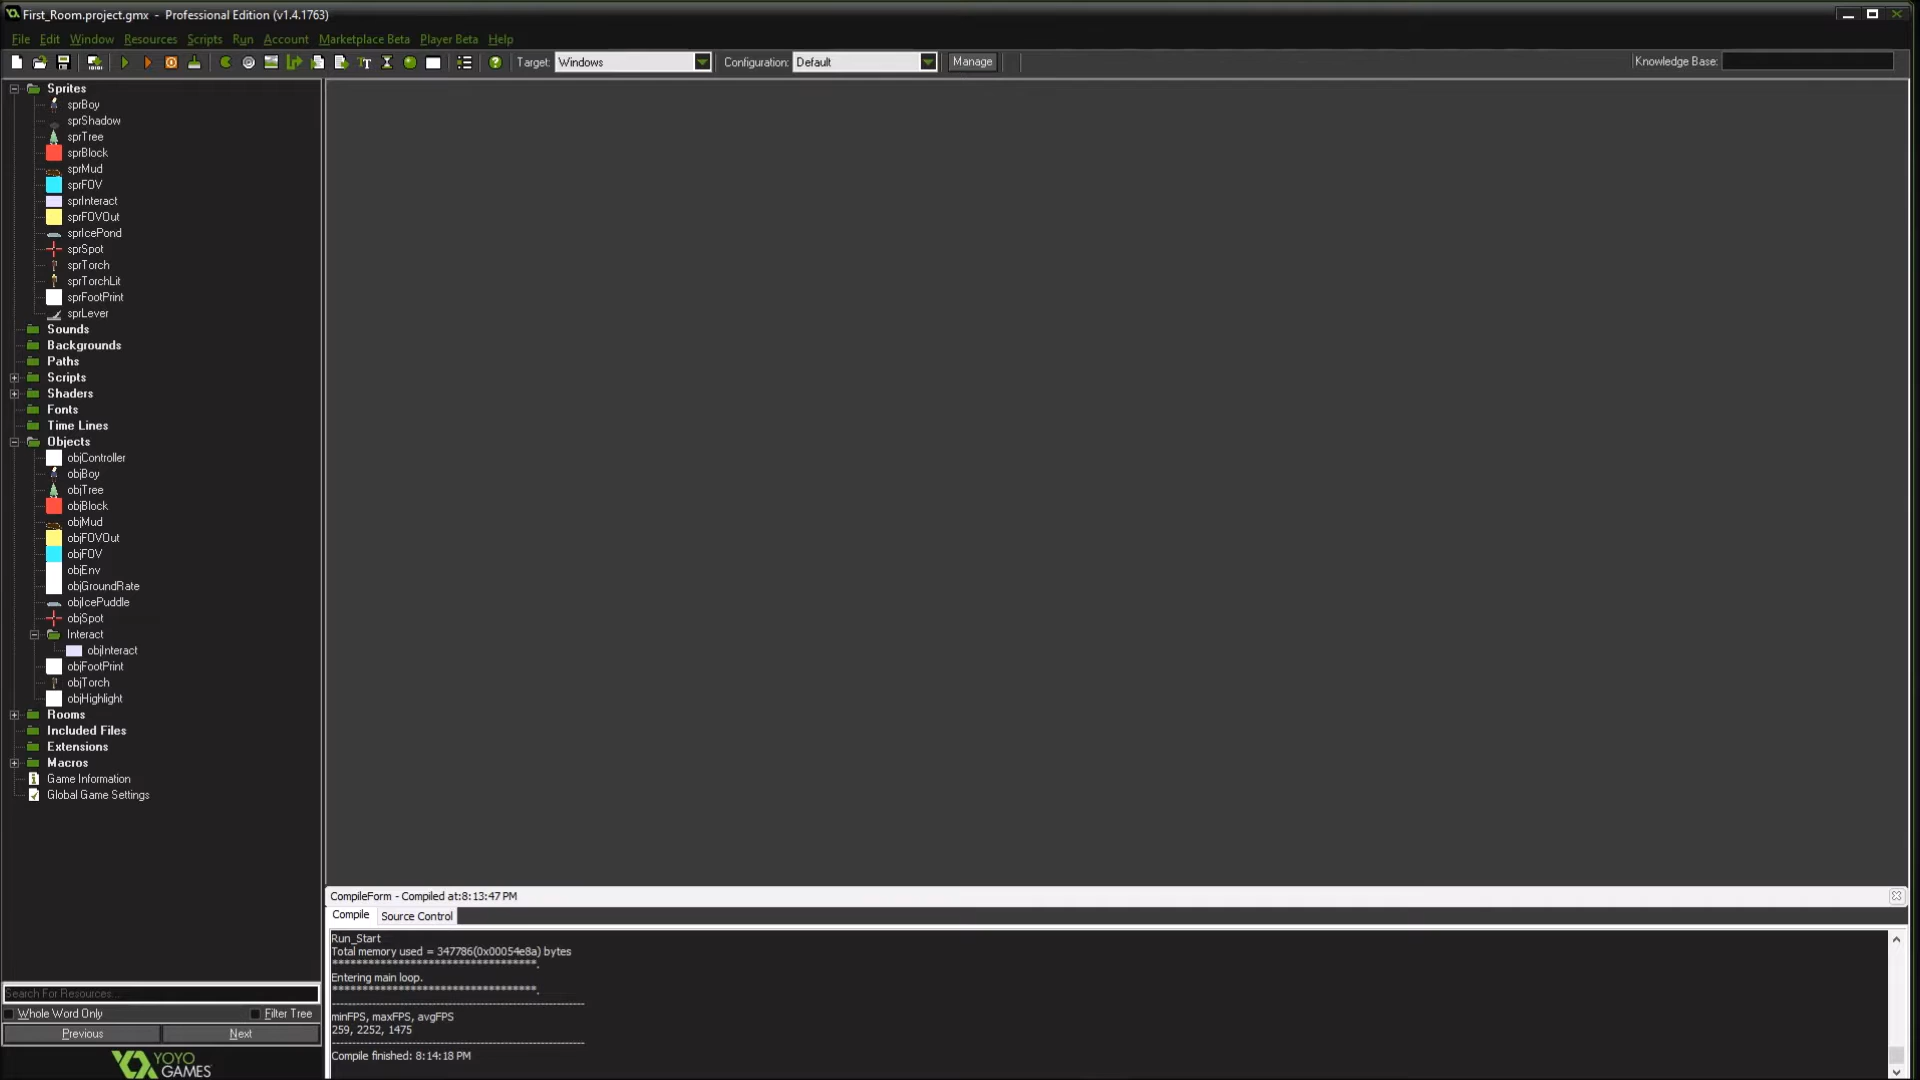 First_Room.project.gmx - Professional Edition (v1.4.1763)
File Edit Window Resources Scripts Run Account Marketplace Beta Player Beta Help
Target: Windows Configuration: Default Manage Knowledge Base:
Sprites
sprBoy
sprShadow
sprTree
sprBlock
sprMud
sprFOV
sprInteract
sprFOVOut
sprIcePond
sprSpot
sprTorch
sprTorchLit
sprFootPrint
sprLever
Sounds
Backgrounds
Paths
Scripts
Shaders
Fonts
Time Lines
Objects
objController
objBoy
objTree
objBlock
objMud
objFOVOut
objFOV
objEnv
objGroundRate
objIcePuddle
objSpot
Interact
objInteract
objFootPrint
objTorch
objHighlight
Rooms
Included Files
Extensions
Macros
Game Information
Global Game Settings
Search For Resources...
Whole Word Only Filter Tree
Previous Next
YOYO
GAMES
CompileForm - Compiled at:8:13:47 PM
Compile Source Control
Run_Start
Total memory used = 347786(0x00054e8a) bytes
**********************************.
Entering main loop.
**********************************.
----------------------------------------------------------------
minFPS, maxFPS, avgFPS
259, 2252, 1475
----------------------------------------------------------------
Compile finished: 8:14:18 PM